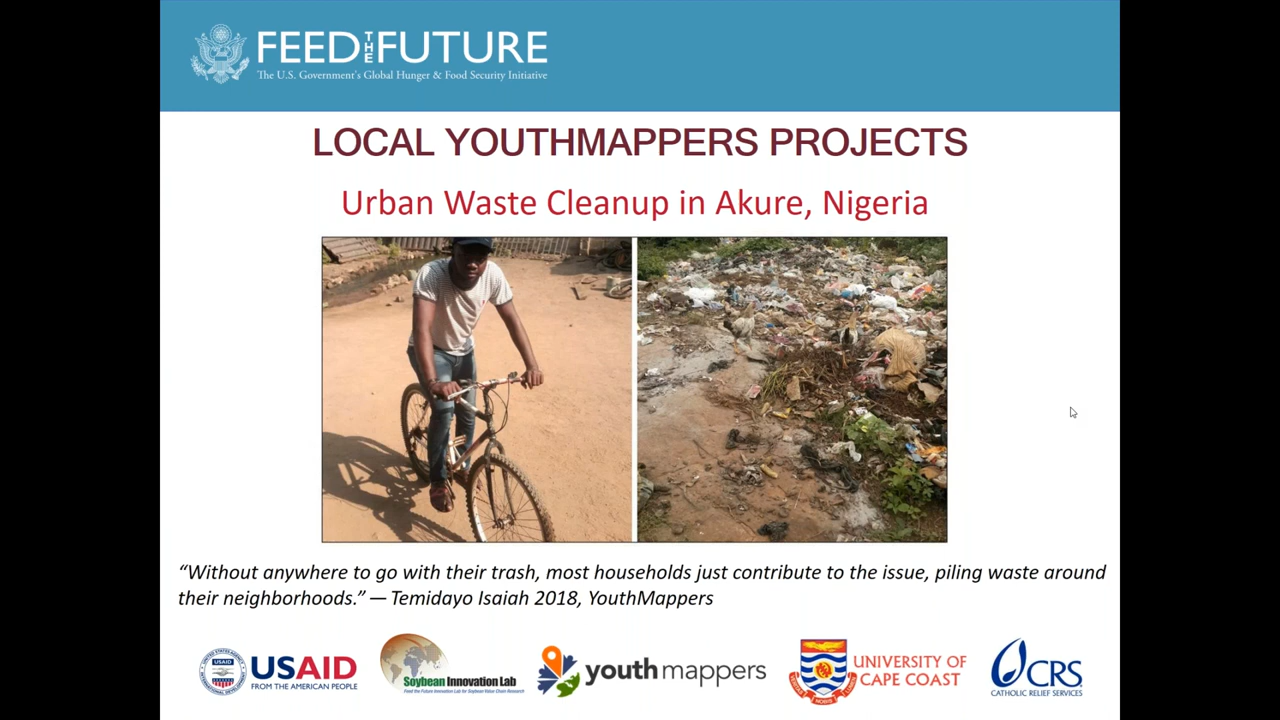 FEED THE FUTURE
The U.S. Government's Global Hunger & Food Security Initiative
LOCAL YOUTHMAPPERS PROJECTS
Urban Waste Cleanup in Akure, Nigeria
“Without anywhere to go with their trash, most households just contribute to the issue, piling waste around
their neighborhoods.” — Temidayo Isaiah 2018, YouthMappers
USAID
USAID
FROM THE AMERICAN PEOPLE
Soybean Innovation Lab
Feed the Future Innovation Lab for Soybean Value Chain Research
youthmappers
UNIVERSITY OF
CAPE COAST
CRS
CATHOLIC RELIEF SERVICES